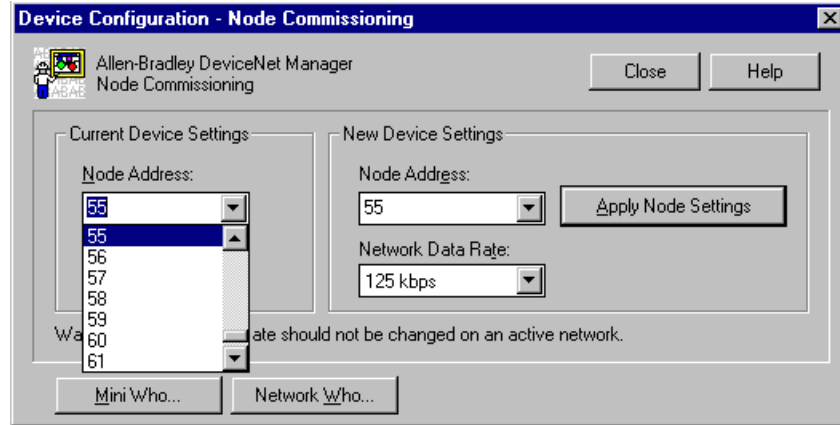 Device Configuration - Node Commissioning
Allen-Bradley DeviceNet Manager
Node Commissioning
Close
Help
Current Device Settings
Node Address:
55
55
56
57
58
59
60
61
New Device Settings
Node Address:
55
Apply Node Settings
Network Data Rate:
125 kbps
should not be changed on an active network.
Mini Who...
Network Who...